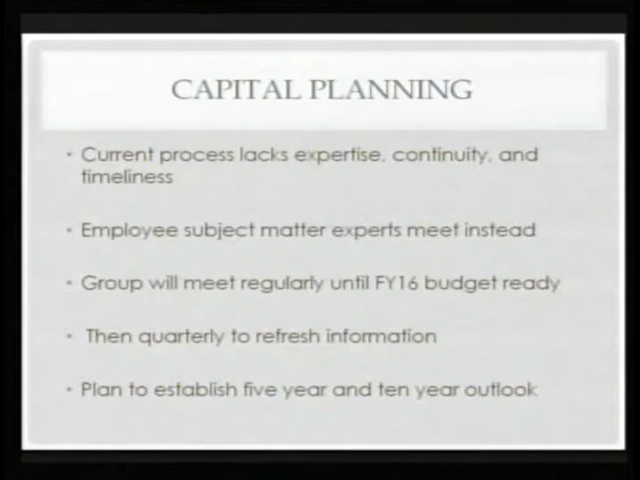 CAPITAL PLANNING
• Current process lacks expertise, continuity, and
timeliness
• Employee subject matter experts meet instead
• Group will meet regularly until FY16 budget ready
• Then quarterly to refresh information
• Plan to establish five year and ten year outlook